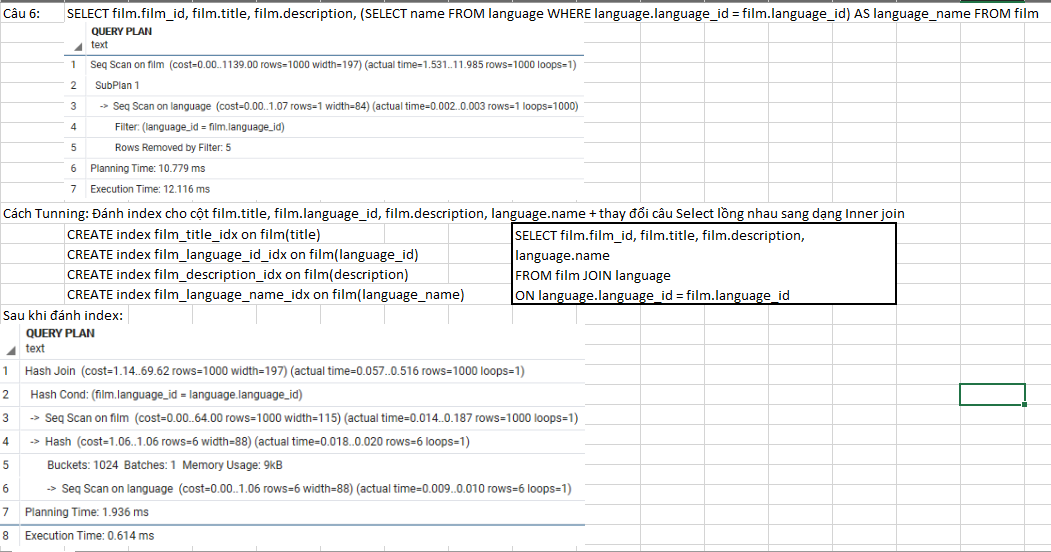 Câu 6: SELECT film.film_id, film.title, film.description, (SELECT name FROM language WHERE language.language_id = film.language_id) AS language_name FROM film
QUERY PLAN
text
1 Seq Scan on film (cost=0.00..1139.00 rows=1000 width=197) (actual time=1.531..11.985 rows=1000 loops=1)
2 SubPlan 1
3 -> Seq Scan on language (cost=0.00..1.07 rows=1 width=84) (actual time=0.002..0.003 rows=1 loops=1000)
4 Filter: (language_id = film.language_id)
5 Rows Removed by Filter: 5
6 Planning Time: 10.779 ms
7 Execution Time: 12.116 ms
Cách Tunning: Đánh index cho cột film.title, film.language_id, film.description, language.name + thay đổi câu Select lồng nhau sang dạng Inner join
CREATE index film_title_idx on film(title)
CREATE index film_language_id_idx on film(language_id)
CREATE index film_description_idx on film(description)
CREATE index film_language_name_idx on film(language_name)
SELECT film.film_id, film.title, film.description,
language.name
FROM film JOIN language
ON language.language_id = film.language_id
Sau khi đánh index:
QUERY PLAN
text
1 Hash Join (cost=1.14..69.62 rows=1000 width=197) (actual time=0.057..0.516 rows=1000 loops=1)
2 Hash Cond: (film.language_id = language.language_id)
3 -> Seq Scan on film (cost=0.00..64.00 rows=1000 width=115) (actual time=0.014..0.187 rows=1000 loops=1)
4 -> Hash (cost=1.06..1.06 rows=6 width=88) (actual time=0.018..0.020 rows=6 loops=1)
5 Buckets: 1024 Batches: 1 Memory Usage: 9kB
6 -> Seq Scan on language (cost=0.00..1.06 rows=6 width=88) (actual time=0.009..0.010 rows=6 loops=1)
7 Planning Time: 1.936 ms
8 Execution Time: 0.614 ms